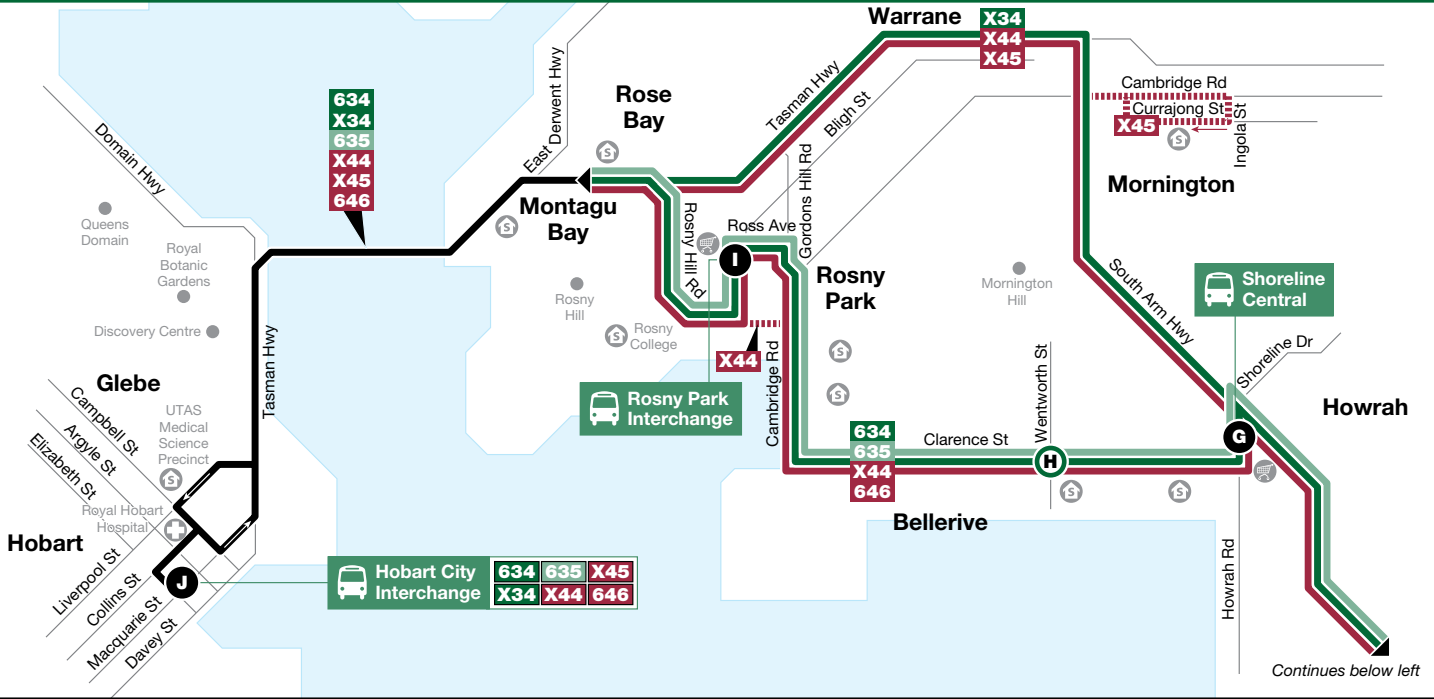 Warrane
X34
X44
X45
634
X34
635
X44
X45
646
Domain Hwy
East
Derwent Hwy
Rose
Bay
Tasman Hwy
Bligh St
Cambridge Rd
Currajong St
X45
S
Ingola St
Mornington
S
Queens
Domain
Royal
Botanic
Gardens
Discovery Centre
Tasman Hwy
S
Montagu
Bay
Rosny
Hill
Rosny Hill Rd
Ross Ave
Gordons Hill Rd
I
Rosny
Park
Mornington
Hill
South Arm Hwy
Shoreline
Central
Shoreline Dr
S
Rosny
College
X44
Cambridge Rd
S
S
Rosny Park
Interchange
Glebe
Campbell St
Argyle St
Elizabeth St
UTAS
Medical
Science
Precinct
S
Royal Hobart
Hospital
Hobart
Liverpool St
Collins St
Macquarie St
Davey St
J
Hobart City
Interchange
634
635
X45
X34
X44
646
634
635
X44
646
Clarence St
Wentworth St
H
S
S
Bellerive
G
Howrah
Howrah Rd
Continues below left